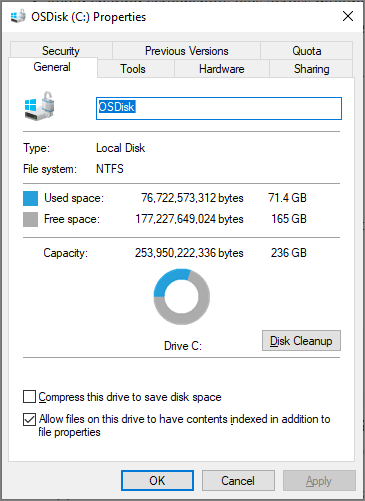 OSDisk (C:) Properties
Security Previous Versions Quota
General Tools Hardware Sharing
OSDisk
Type: Local Disk
File system: NTFS
Used space: 76,722,573,312 bytes 71.4 GB
Free space: 177,227,649,024 bytes 165 GB
Capacity: 253,950,222,336 bytes 236 GB
Drive C:
Disk Cleanup
Compress this drive to save disk space
Allow files on this drive to have contents indexed in addition to
file properties
OK Cancel Apply